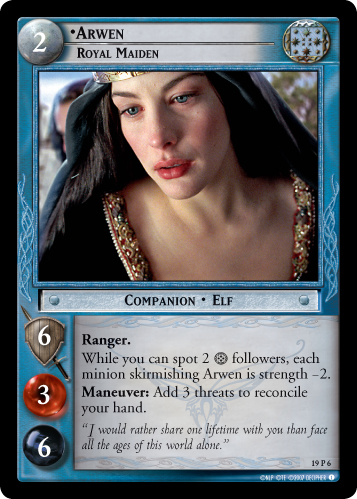 2
•Arwen
Royal Maiden
Companion • Elf
6
3
6
Ranger.
While you can spot 2 followers, each
minion skirmishing Arwen is strength –2.
Maneuver: Add 3 threats to reconcile
your hand.
“I would rather share one lifetime with you than face
all the ages of this world alone.”
19 P 6